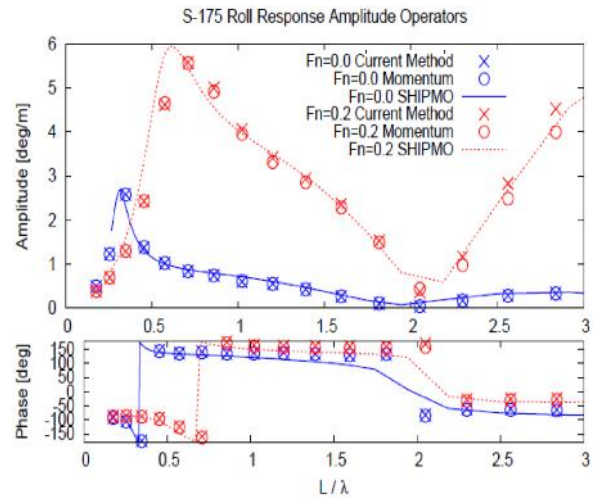 S-175 Roll Response Amplitude Operators
6
5
4
3
2
1
0
Amplitude [deg/m]
Fn=0.0 Current Method
Fn=0.0 Momentum
Fn=0.0 SHIPMO
Fn=0.2 Current Method
Fn=0.2 Momentum
Fn=0.2 SHIPMO
0 0.5 1 1.5 2 2.5 3
150
100
50
0
-50
-100
-150
Phase [deg]
0 0.5 1 1.5 2 2.5 3
L / λ